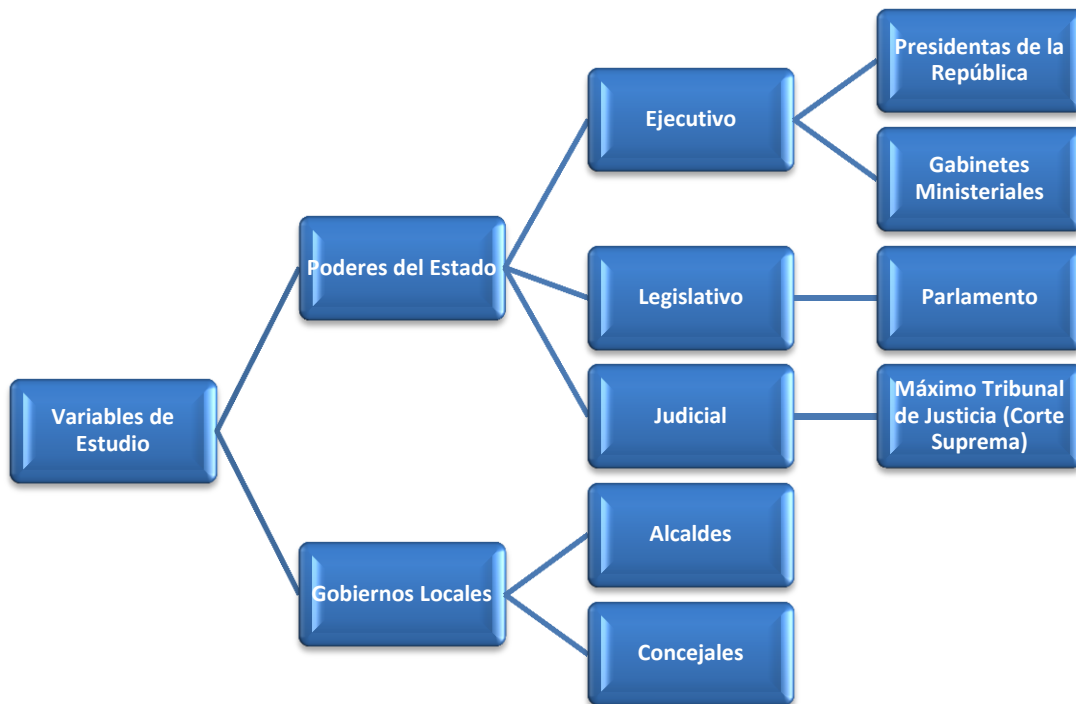 Variables de
Estudio
Poderes del Estado
Ejecutivo
Presidentas de la
República
Gabinetes
Ministeriales
Legislativo
Parlamento
Judicial
Máximo Tribunal
de Justicia (Corte
Suprema)
Gobiernos Locales
Alcaldes
Concejales